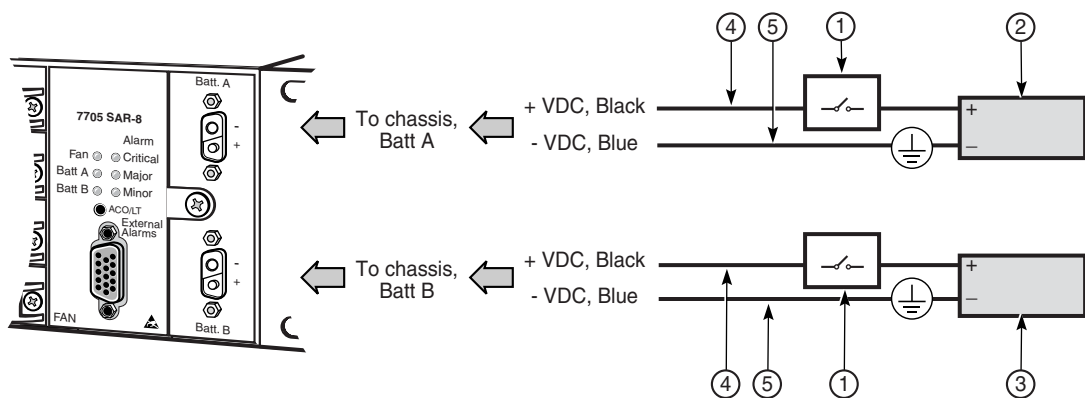 4
5
1
2
Batt. A
-
+
7705 SAR-8
Alarm
Fan
Critical
Batt A
Major
Batt B
Minor
ACO/LT
External
Alarms
-
+
FAN
Batt. B
To chassis,
Batt A
+ VDC, Black
- VDC, Blue
+
–
To chassis,
Batt B
+ VDC, Black
- VDC, Blue
+
–
4
5
1
3